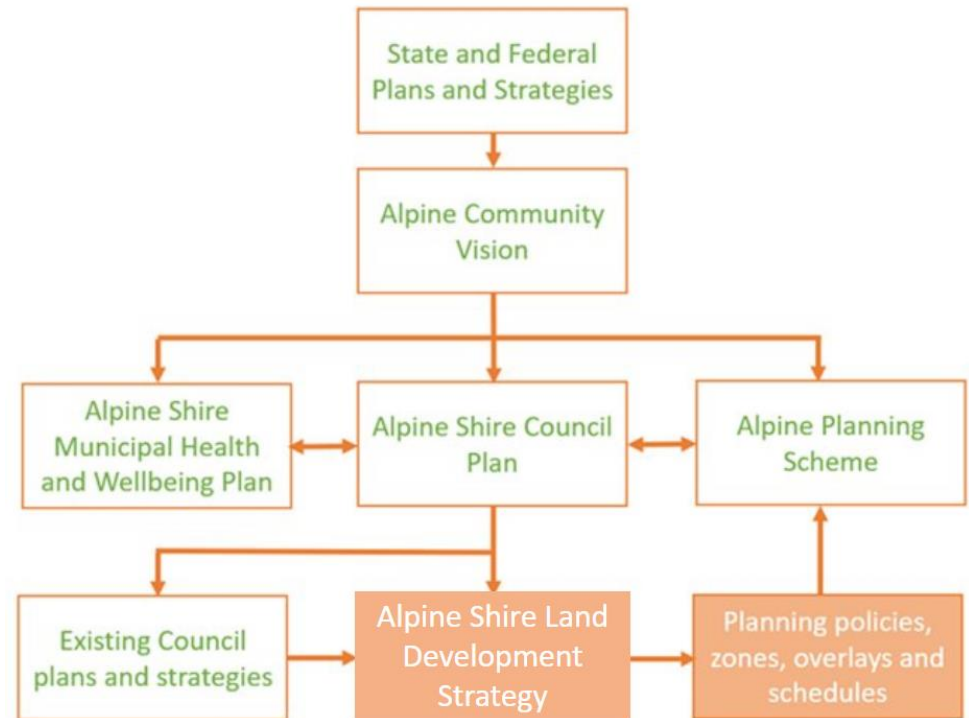 State and Federal
Plans and Strategies
Alpine Community
Vision
Alpine Shire
Municipal Health
and Wellbeing Plan
Alpine Shire Council
Plan
Alpine Planning
Scheme
Existing Council
plans and strategies
Alpine Shire Land
Development
Strategy
Planning policies,
zones, overlays and
schedules